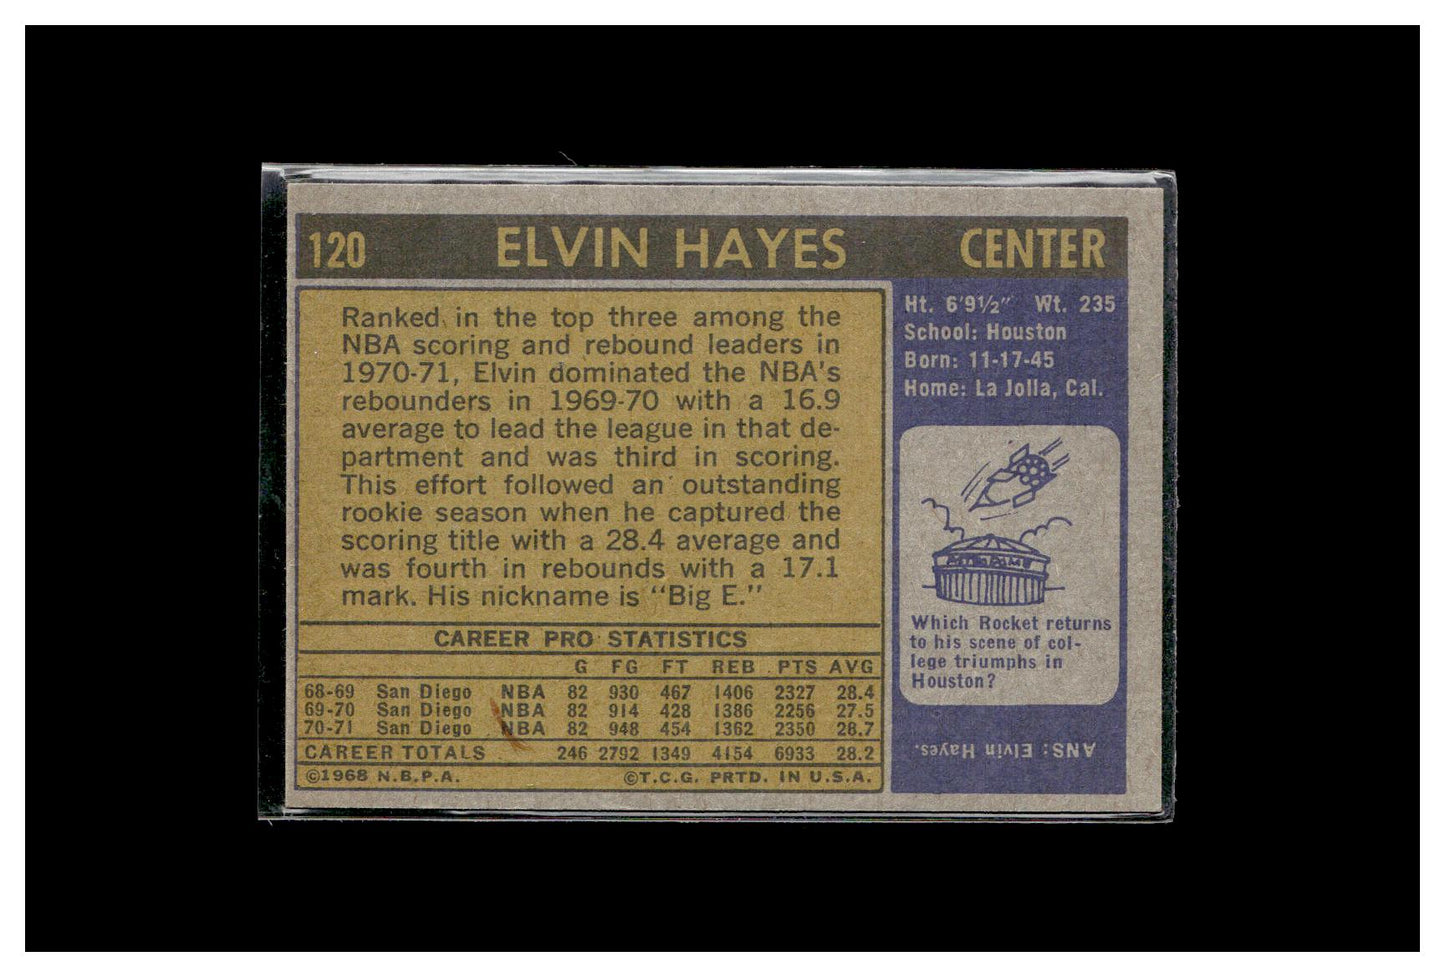 120 ELVIN HAYES CENTER
Ranked in the top three among the
NBA scoring and rebound leaders in
1970-71, Elvin dominated the NBA's
rebounders in 1969-70 with a 16.9
average to lead the league in that de-
partment and was third in scoring.
This effort followed an outstanding
rookie season when he captured the
scoring title with a 28.4 average and
was fourth in rebounds with a 17.1
mark. His nickname is "Big E."
CAREER PRO STATISTICS
G FG FT REB PTS AVG
68-69 San Diego NBA 82 930 467 1406 2327 28.4
69-70 San Diego NBA 82 914 428 1386 2256 27.5
70-71 San Diego NBA 82 948 454 1362 2350 28.7
CAREER TOTALS 246 2792 1349 4154 6933 28.2
©1968 N.B.P.A. ©T.C.G. PRTD. IN U.S.A.
Ht. 6'9½" Wt. 235
School: Houston
Born: 11-17-45
Home: La Jolla, Cal.
Which Rocket returns
to his scene of col-
lege triumphs in
Houston?
ANS: Elvin Hayes.